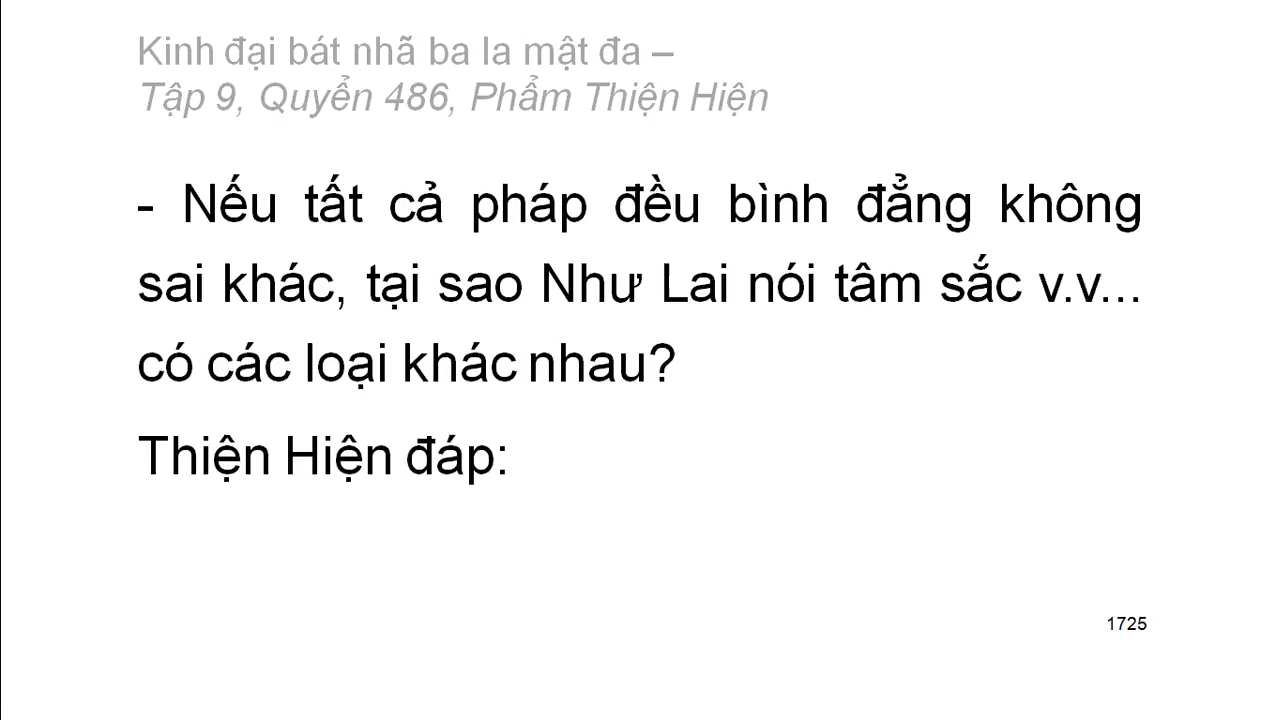 Kinh đại bát nhã ba la mật đa –
Tập 9, Quyển 486, Phẩm Thiện Hiện
- Nếu tất cả pháp đều bình đẳng không
sai khác, tại sao Như Lai nói tâm sắc v.v...
có các loại khác nhau?
Thiện Hiện đáp:
1725